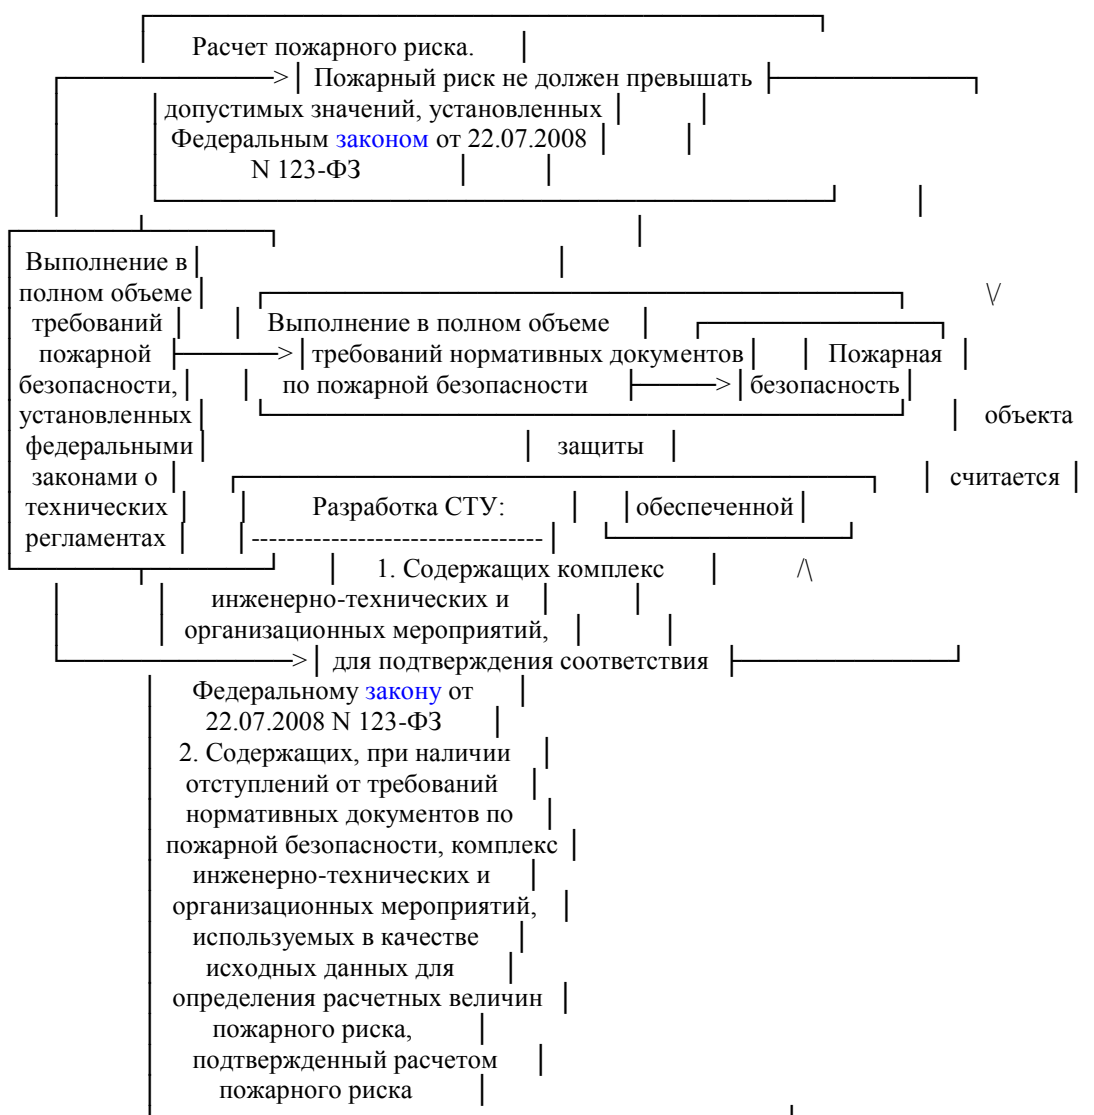 Расчет пожарного риска.
Пожарный риск не должен превышать
допустимых значений, установленных
Федеральным законом от 22.07.2008
N 123-ФЗ
Выполнение в
полном объеме
требований
пожарной
безопасности,
установленных
федеральными
законами о
технических
регламентах
Выполнение в полном объеме
требований нормативных документов
по пожарной безопасности
Пожарная
безопасность
объекта
защиты
считается
обеспеченной
Разработка СТУ:
1. Содержащих комплекс
инженерно-технических и
организационных мероприятий,
для подтверждения соответствия
Федеральному закону от
22.07.2008 N 123-ФЗ
2. Содержащих, при наличии
отступлений от требований
нормативных документов по
пожарной безопасности, комплекс
инженерно-технических и
организационных мероприятий,
используемых в качестве
исходных данных для
определения расчетных величин
пожарного риска,
подтвержденный расчетом
пожарного риска